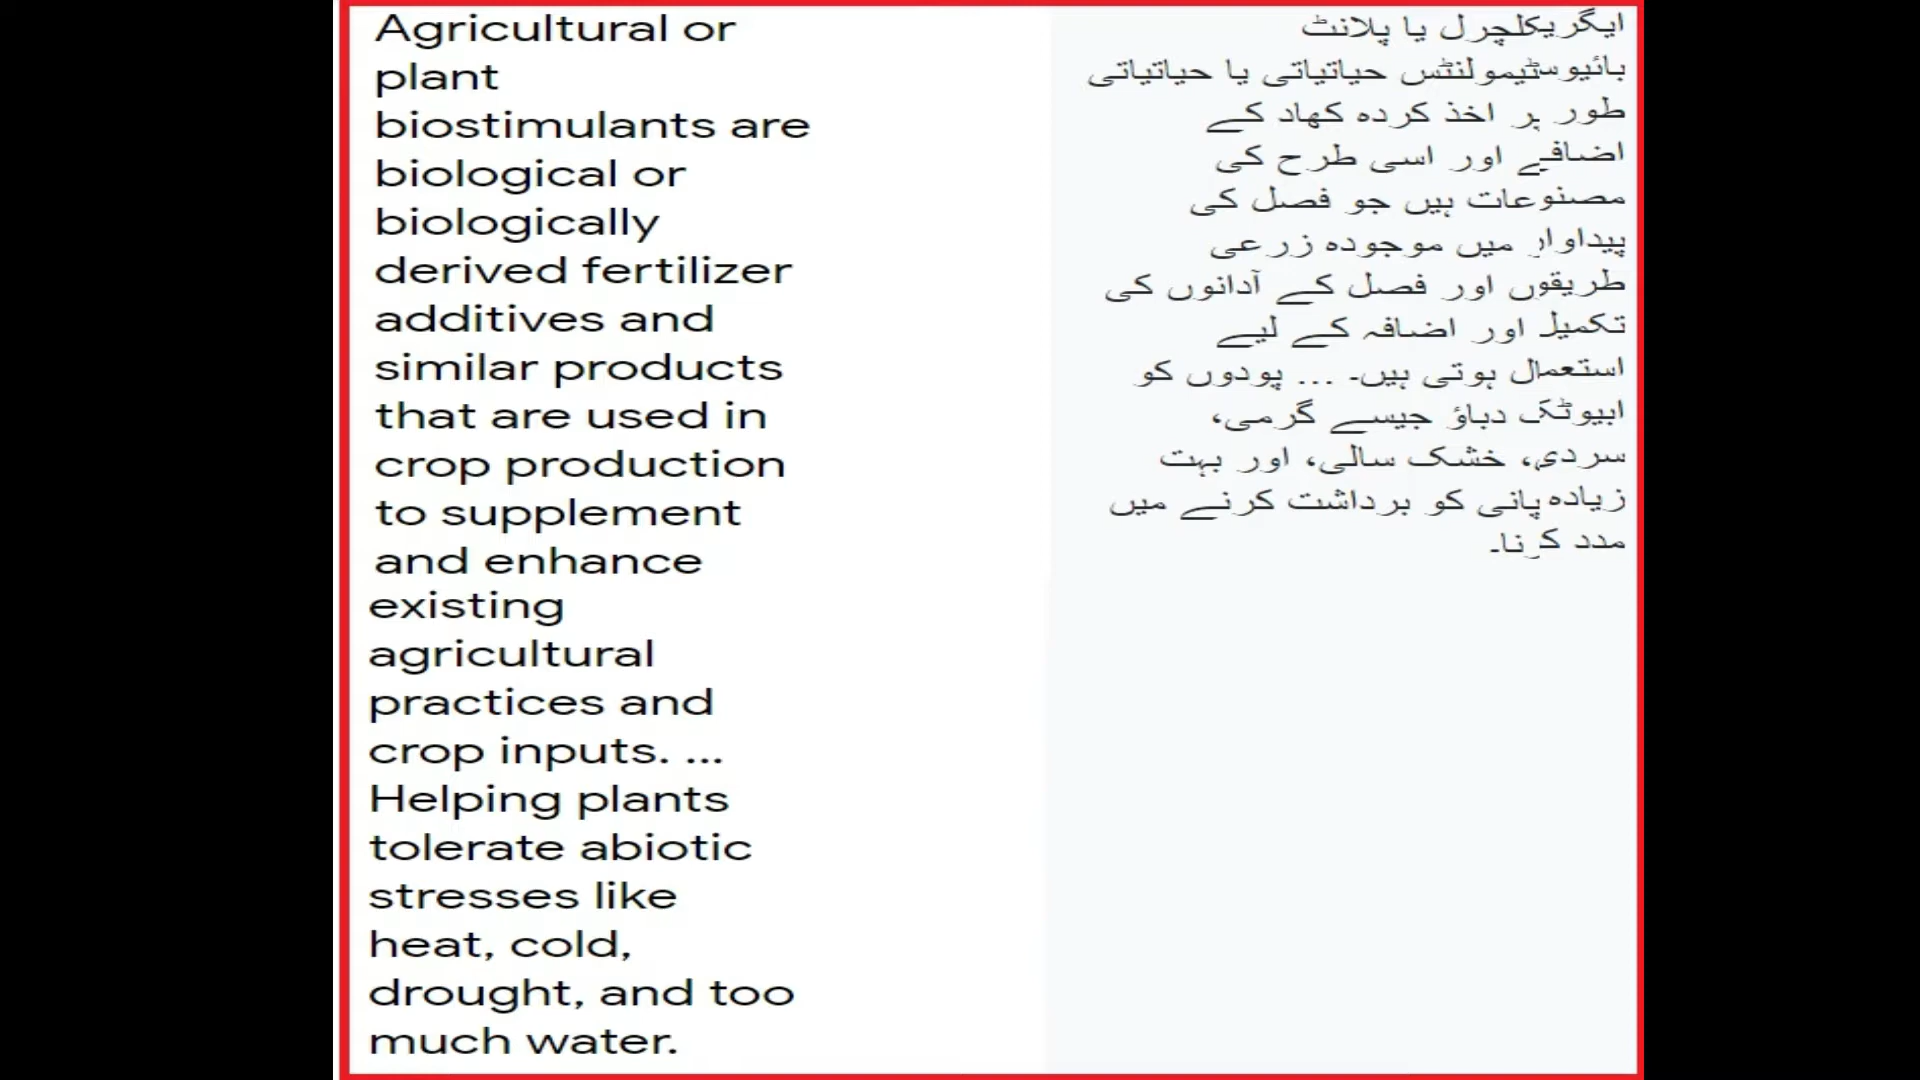 Agricultural or
plant
biostimulants are
biological or
biologically
derived fertilizer
additives and
similar products
that are used in
crop production
to supplement
and enhance
existing
agricultural
practices and
crop inputs. ...
Helping plants
tolerate abiotic
stresses like
heat, cold,
drought, and too
much water.
ایگریکلچرل یا پلانٹ
بائیوسٹیمولنٹس حیاتیاتی یا حیاتیاتی
طور پر اخذ کردہ کھاد کے
اضافے اور اسی طرح کی
مصنوعات ہیں جو فصل کی
پیداوار میں موجودہ زرعی
طریقوں اور فصل کے آدانوں کی
تکمیل اور اضافہ کے لیے
استعمال ہوتی ہیں۔ ... پودوں کو
ابیوٹک دباؤ جیسے گرمی،
سردی، خشک سالی، اور بہت
زیادہ پانی کو برداشت کرنے میں
مدد کرنا۔